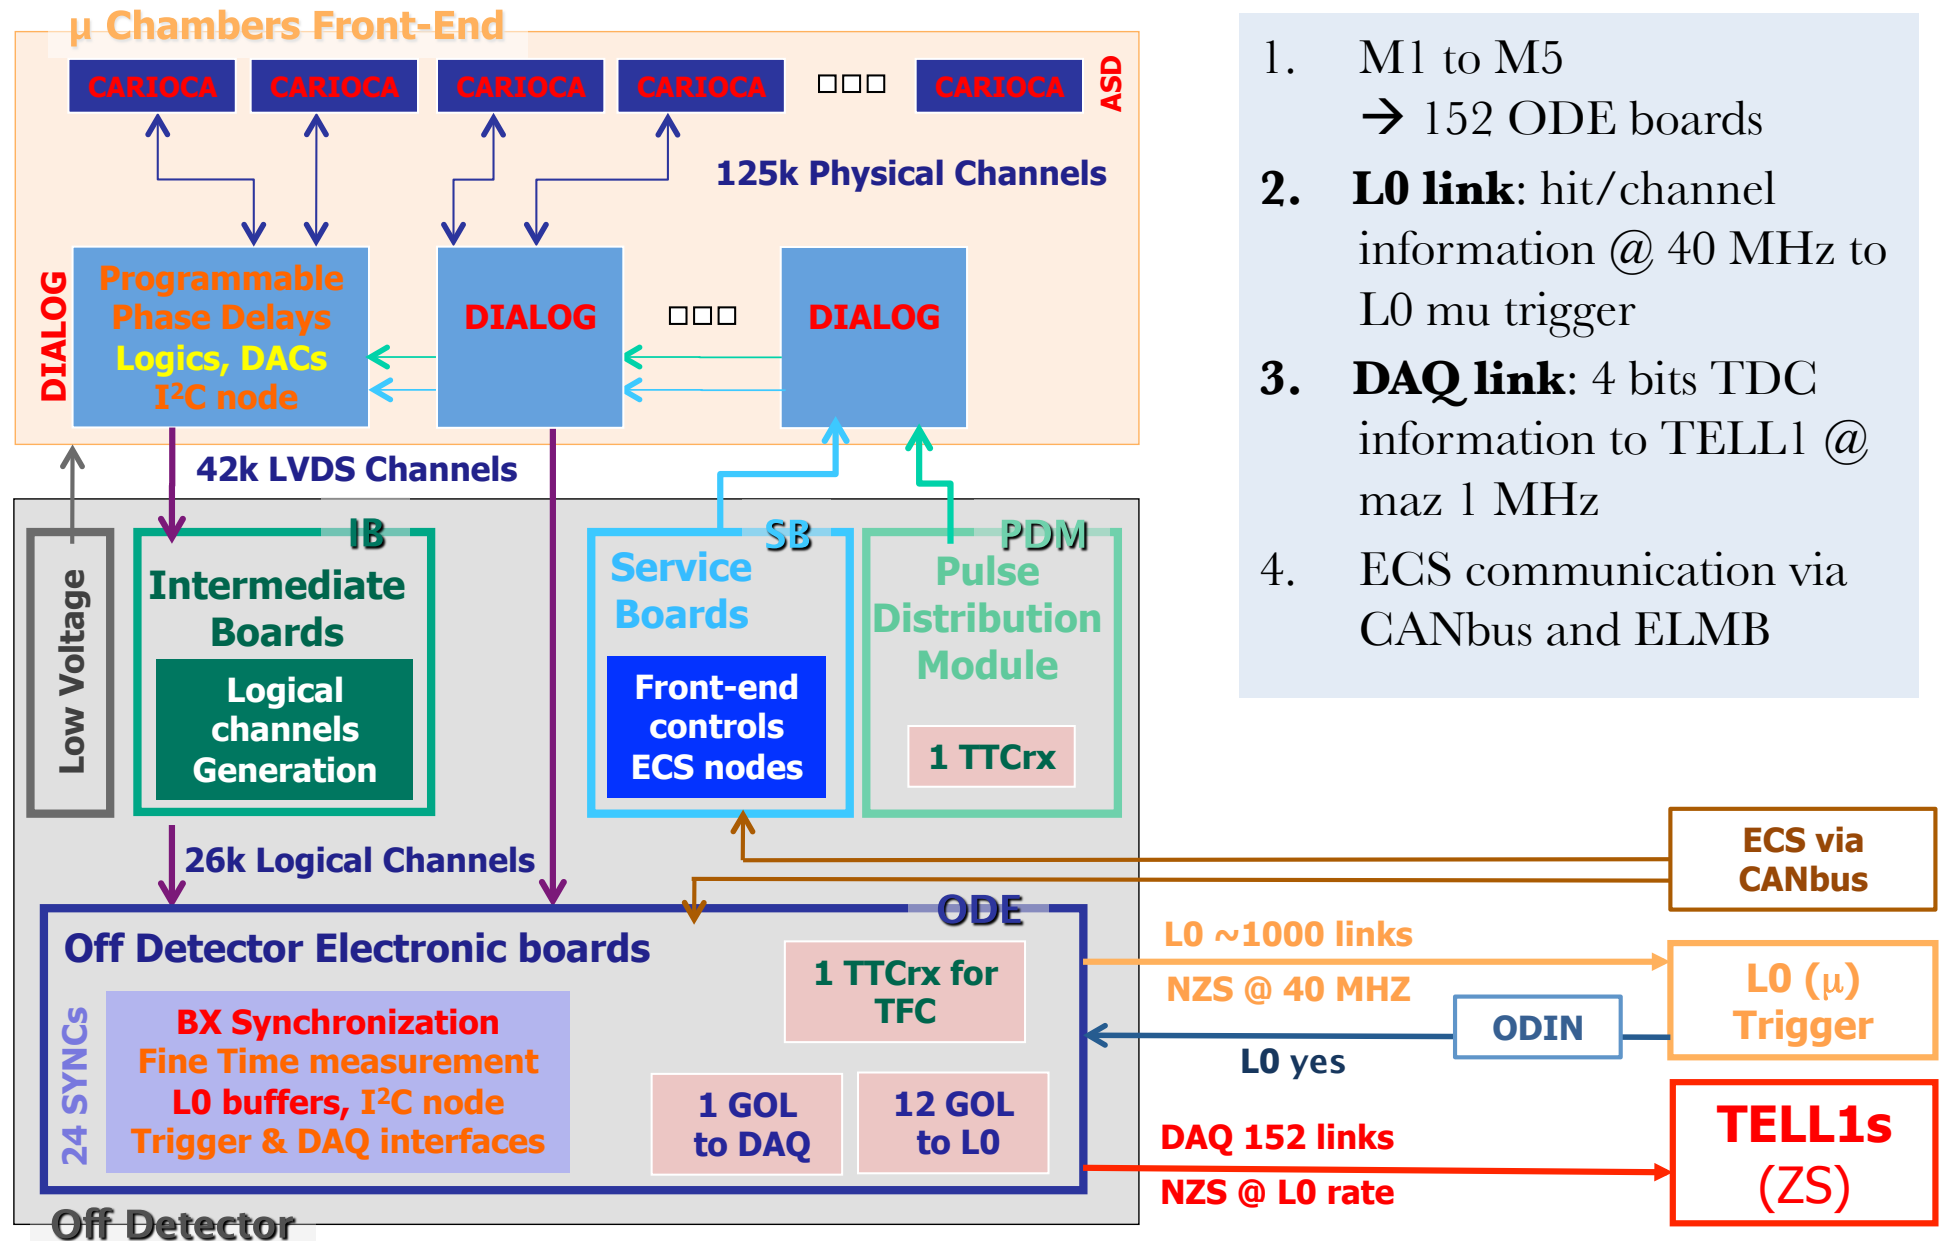 μ Chambers Front-End
CARIOCA
CARIOCA
CARIOCA
CARIOCA
CARIOCA
ASD
125k Physical Channels
DIALOG
Programmable
Phase Delays
Logics, DACs
I²C node
DIALOG
DIALOG
42k LVDS Channels
Low Voltage
IB
Intermediate
Boards
Logical
channels
Generation
SB
Service
Boards
Front-end
controls
ECS nodes
PDM
Pulse
Distribution
Module
1 TTCrx
26k Logical Channels
ODE
Off Detector Electronic boards
24 SYNCs
BX Synchronization
Fine Time measurement
L0 buffers, I²C node
Trigger & DAQ interfaces
1 TTCrx for
TFC
1 GOL
to DAQ
12 GOL
to L0
Off Detector
1. M1 to M5
→ 152 ODE boards
2. L0 link: hit/channel
information @ 40 MHz to
L0 mu trigger
3. DAQ link: 4 bits TDC
information to TELL1 @
maz 1 MHz
4. ECS communication via
CANbus and ELMB
ECS via
CANbus
L0 ~1000 links
NZS @ 40 MHZ
L0 (μ)
Trigger
ODIN
L0 yes
DAQ 152 links
NZS @ L0 rate
TELL1s
(ZS)